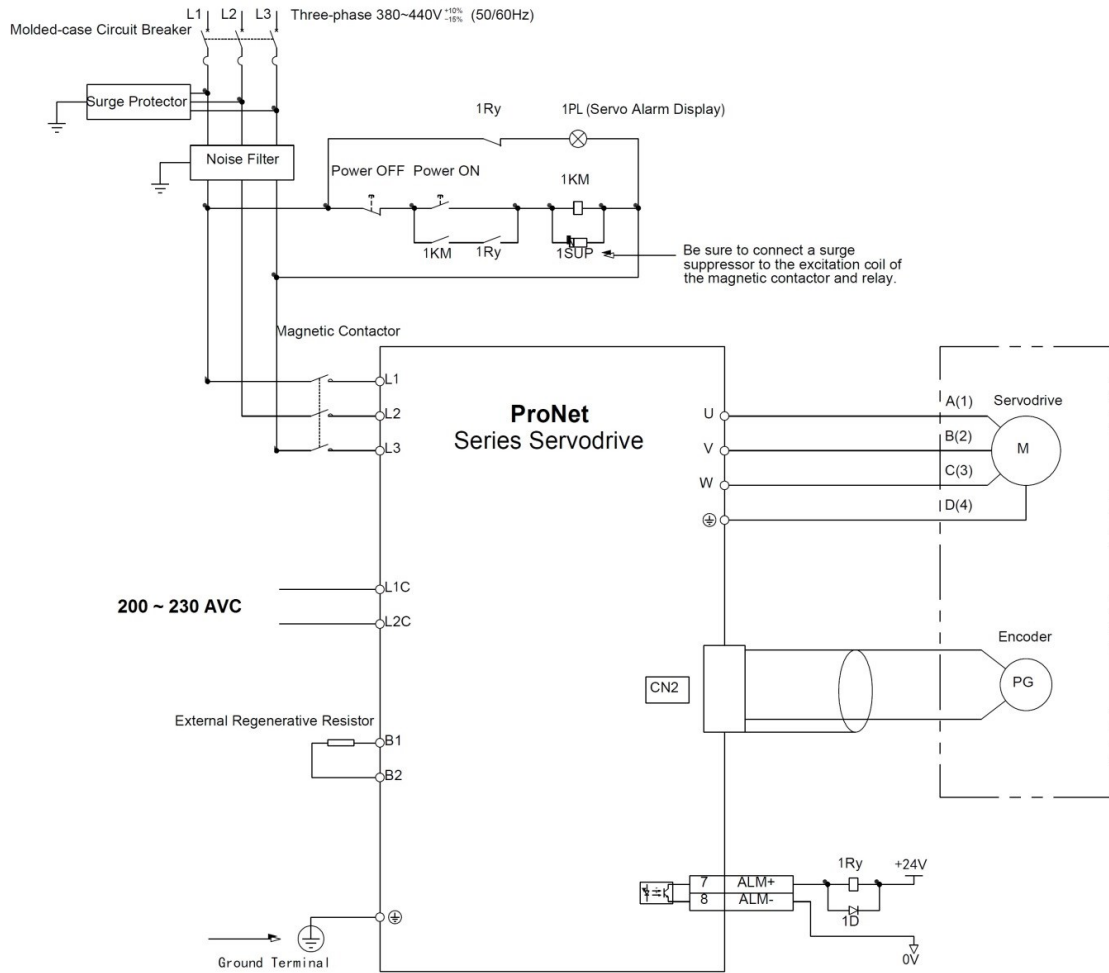 L1 L2 L3 Three-phase 380~440V +10% -15% (50/60Hz)
Molded-case Circuit Breaker
Surge Protector
1Ry 1PL (Servo Alarm Display)
Noise Filter
Power OFF Power ON
1KM
1KM 1Ry 1SUP
Be sure to connect a surge
suppressor to the excitation coil of
the magnetic contactor and relay.
Magnetic Contactor
L1
L2
L3
ProNet
Series Servodrive
U
V
W
A(1)
B(2)
C(3)
D(4)
Servodrive
M
L1C
200 ~ 230 AVC
L2C
Encoder
PG
CN2
External Regenerative Resistor
B1
B2
1Ry +24V
7 ALM+
8 ALM-
1D
0V
Ground Terminal